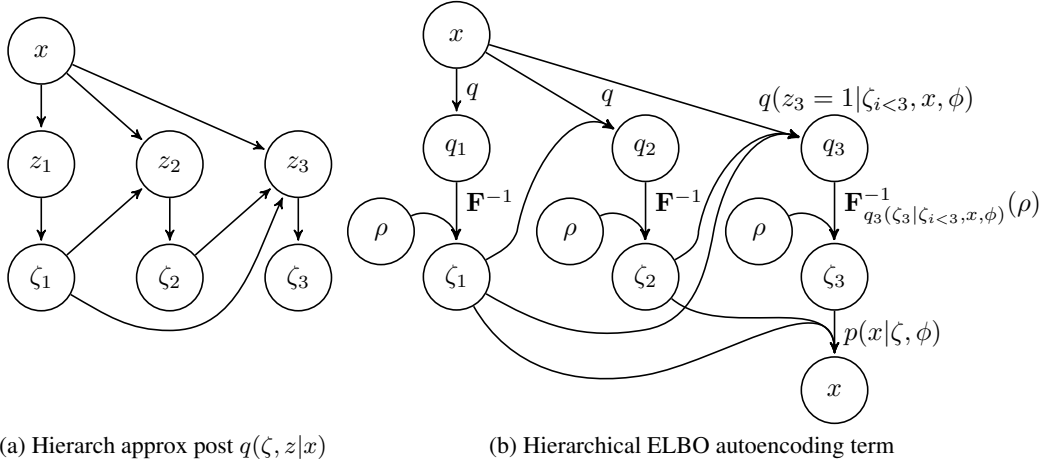 x
z₁ z₂ z₃
ζ₁ ζ₂ ζ₃
(a) Hierarch approx post q(ζ, z|x)
x
q q q(z₃ = 1|ζᵢ<₃, x, ϕ)
q₁ q₂ q₃
F⁻¹ F⁻¹ F⁻¹q₃(ζ₃|ζᵢ<₃,x,ϕ)(ρ)
ρ ρ ρ
ζ₁ ζ₂ ζ₃
p(x|ζ, ϕ)
x
(b) Hierarchical ELBO autoencoding term